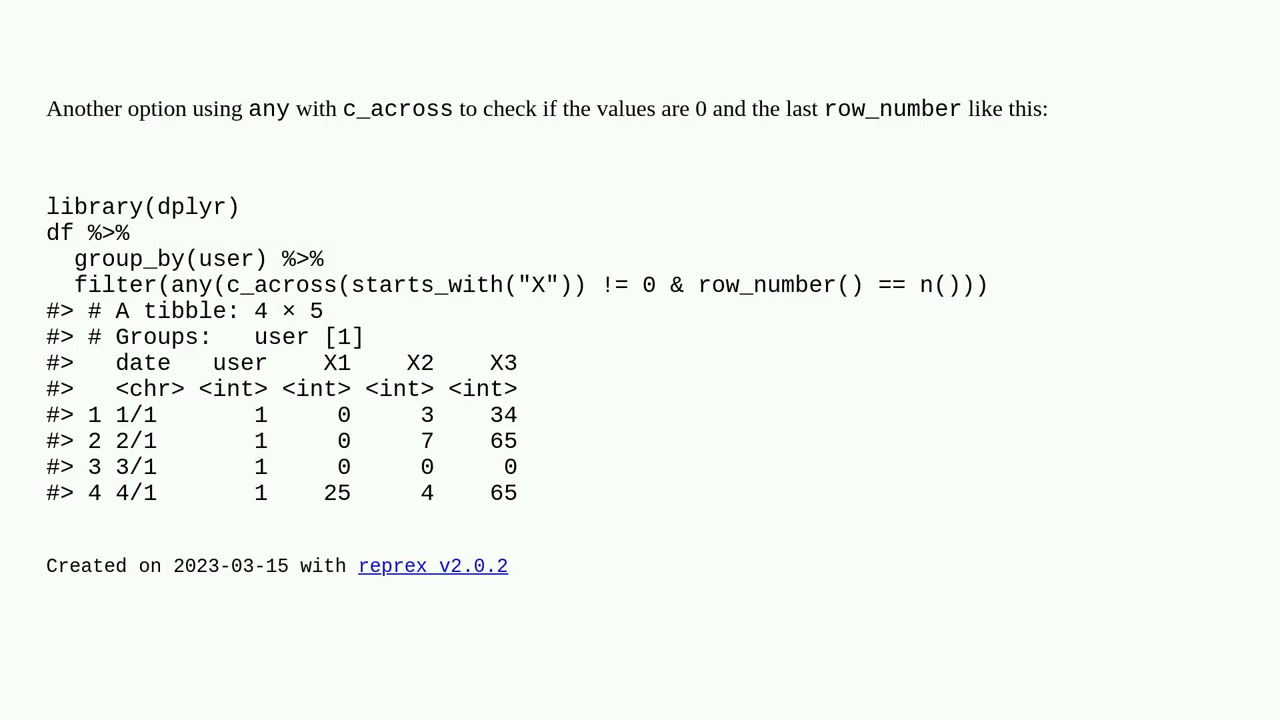 Another option using any with c_across to check if the values are 0 and the last row_number like this:
library(dplyr)
df %>%
  group_by(user) %>%
  filter(any(c_across(starts_with("X")) != 0 & row_number() == n()))
#> # A tibble: 4 × 5
#> # Groups:   user [1]
#>   date   user    X1    X2    X3
#>   <chr> <int> <int> <int> <int>
#> 1 1/1       1     0     3    34
#> 2 2/1       1     0     7    65
#> 3 3/1       1     0     0     0
#> 4 4/1       1    25     4    65
Created on 2023-03-15 with reprex v2.0.2